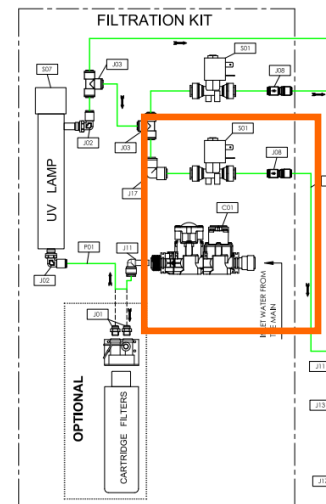 FILTRATION KIT
S07
J03
S01
J08
J02
J03
S01
J08
J17
UV LAMP
C01
J02
P01
J11
INLET WATER FROM
THE MAIN
J01
OPTIONAL
CARTRIDGE FILTERS
J11
J13